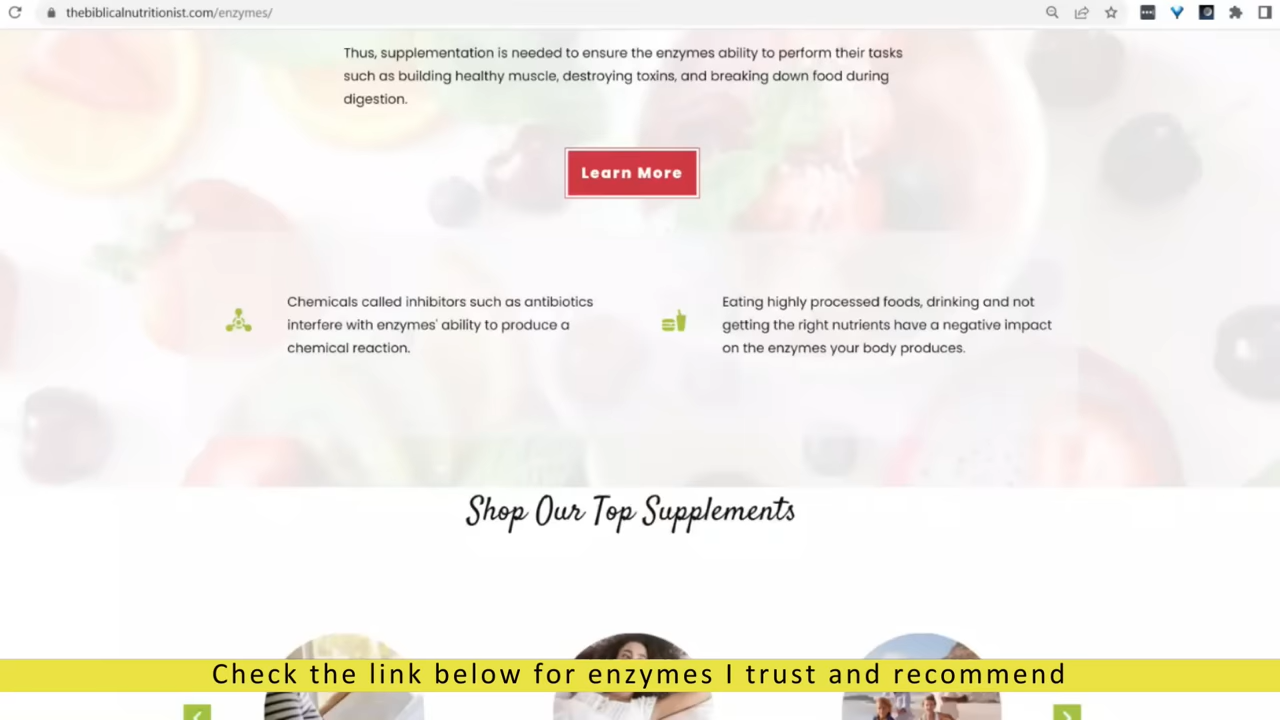 thebiblicalnutritionist.com/enzymes/
Thus, supplementation is needed to ensure the enzymes ability to perform their tasks
such as building healthy muscle, destroying toxins, and breaking down food during
digestion.
Learn More
Chemicals called inhibitors such as antibiotics
interfere with enzymes' ability to produce a
chemical reaction.
Eating highly processed foods, drinking and not
getting the right nutrients have a negative impact
on the enzymes your body produces.
Shop Our Top Supplements
Check the link below for enzymes I trust and recommend